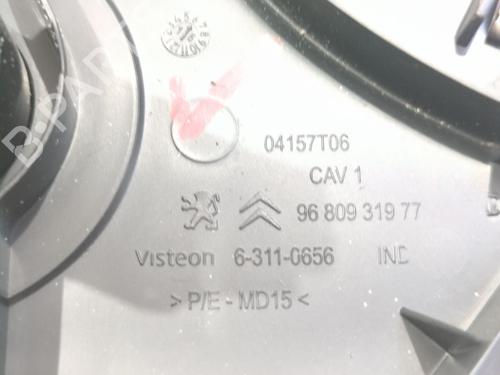 04157T06
CAV 1
96 809 319 77
Visteon 6-311-0656 IND
>P/E-MD15<